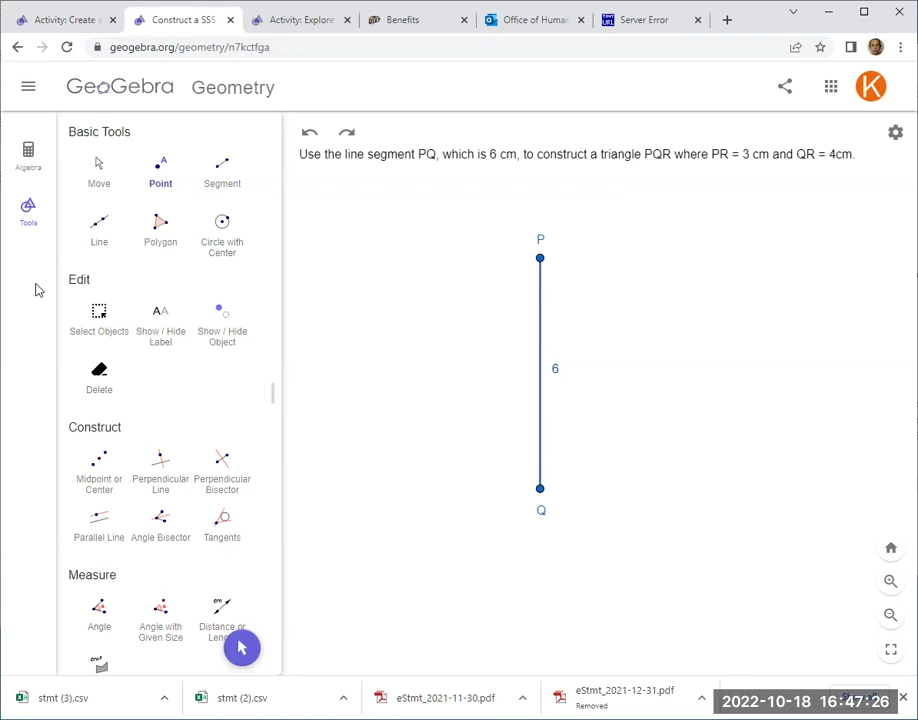 Activity: Create a
Construct a SSS
Activity: Explore
Benefits
Office of Human
TINY URL
Server Error
geogebra.org/geometry/n7kctfga
GeoGebra Geometry
K
Algebra
Tools
Basic Tools
Move
A
Point
Segment
Line
Polygon
Circle with Center
Edit
Select Objects
AA
Show / Hide Label
Show / Hide Object
Delete
Construct
Midpoint or Center
Perpendicular Line
Perpendicular Bisector
Parallel Line
Angle Bisector
Tangents
Measure
Angle
Angle with Given Size
cm
Distance or
cm²
Use the line segment PQ, which is 6 cm, to construct a triangle PQR where PR = 3 cm and QR = 4cm.
P
6
Q
stmt (3).csv
stmt (2).csv
eStmt_2021-11-30.pdf
eStmt_2021-12-31.pdf
Removed
2022-10-18 16:47:26